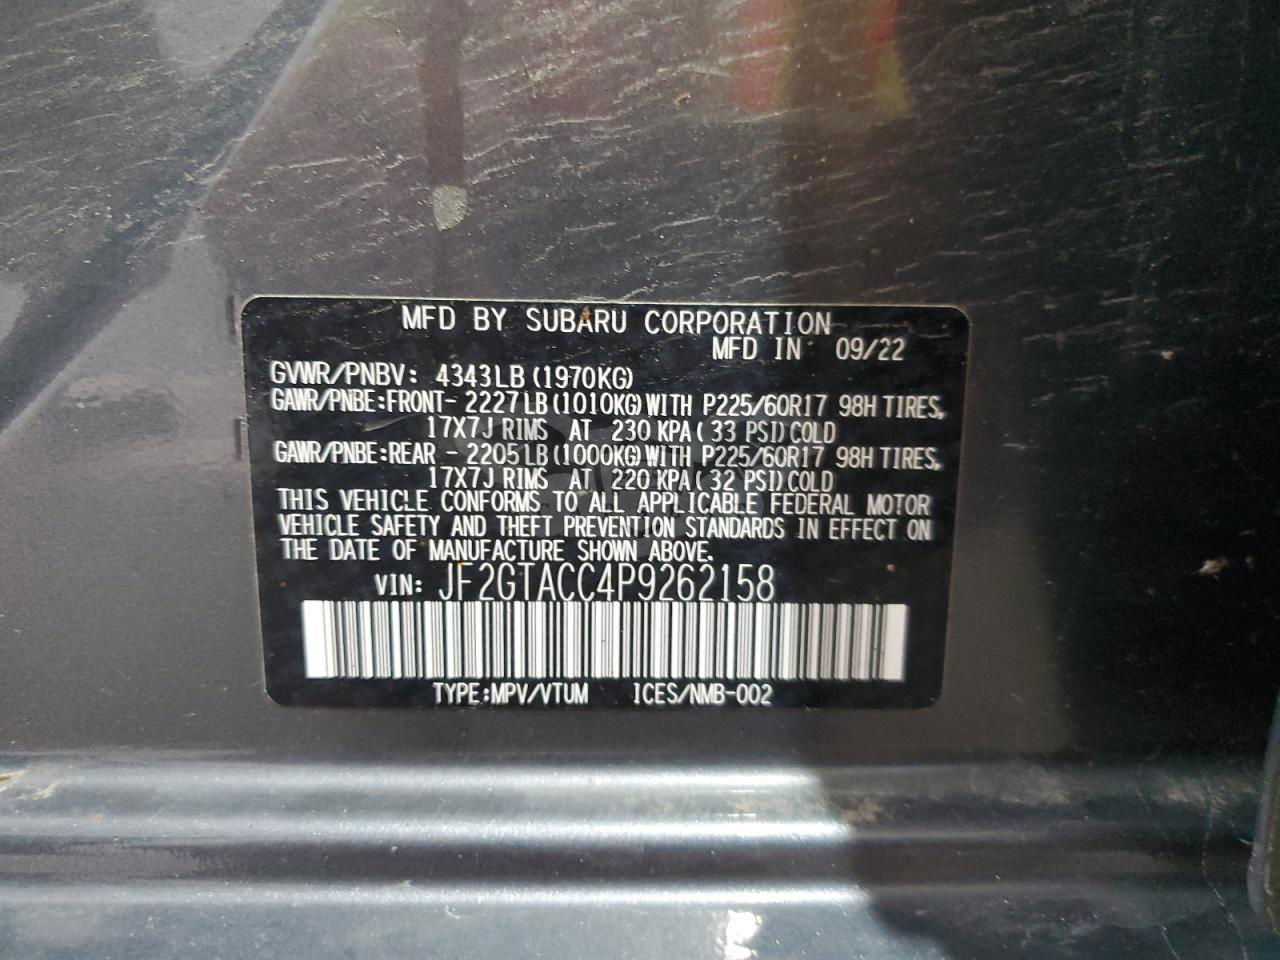 MFD BY SUBARU CORPORATION
MFD IN 09/22
GVWR/PNBV: 4343LB (1970KG)
GAWR/PNBE:FRONT- 2227LB (1010KG) WITH P225/60R17 98H TIRES,
17X7J RIMS AT 230 KPA (33 PSI) COLD
GAWR/PNBE:REAR - 2205LB (1000KG) WITH P225/60R17 98H TIRES,
17X7J RIMS AT 220 KPA (32 PSI) COLD
THIS VEHICLE CONFORMS TO ALL APPLICABLE FEDERAL MOTOR
VEHICLE SAFETY AND THEFT PREVENTION STANDARDS IN EFFECT ON
THE DATE OF MANUFACTURE SHOWN ABOVE.
VIN: JF2GTACC4P9262158
TYPE:MPV/VTUM ICES/NMB-002